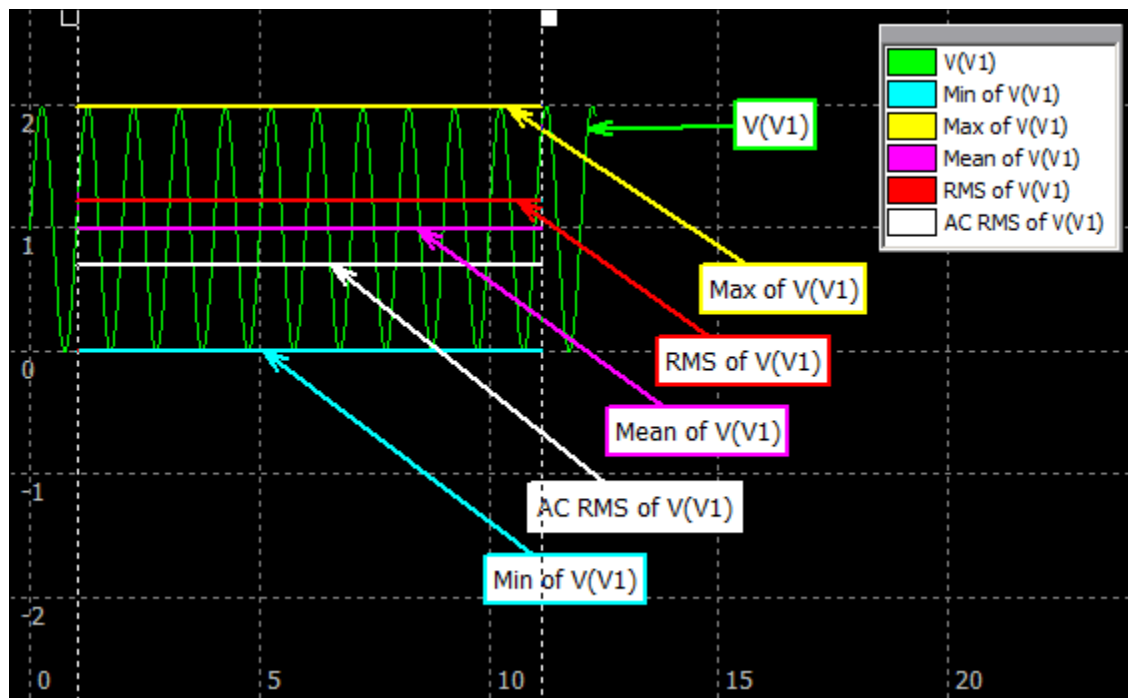 V(V1)
Min of V(V1)
Max of V(V1)
Mean of V(V1)
RMS of V(V1)
AC RMS of V(V1)
2
V(V1)
1
Max of V(V1)
RMS of V(V1)
0
Mean of V(V1)
-1
AC RMS of V(V1)
Min of V(V1)
-2
0 5 10 15 20